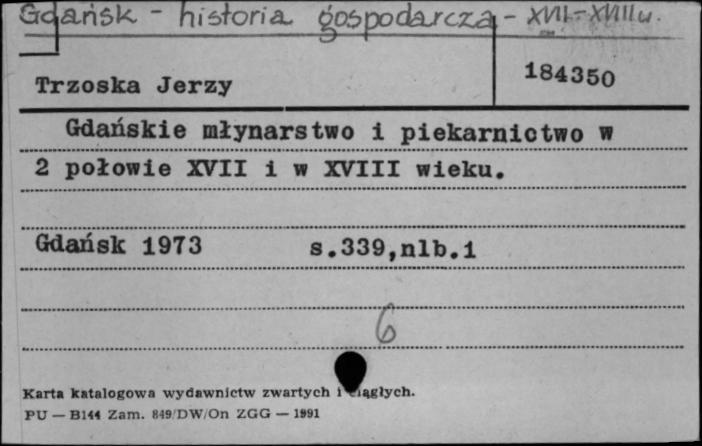 Gdańsk - historia gospodarcza - XVII-XVIII w.
Trzoska Jerzy
184350
Gdańskie młynarstwo i piekarnictwo w
2 połowie XVII i w XVIII wieku.
Gdańsk 1973 s.339,nlb.1
6
Karta katalogowa wydawnictw zwartych i ciągłych.
PU — B144 Zam. 849/DW/On ZGG — 1991